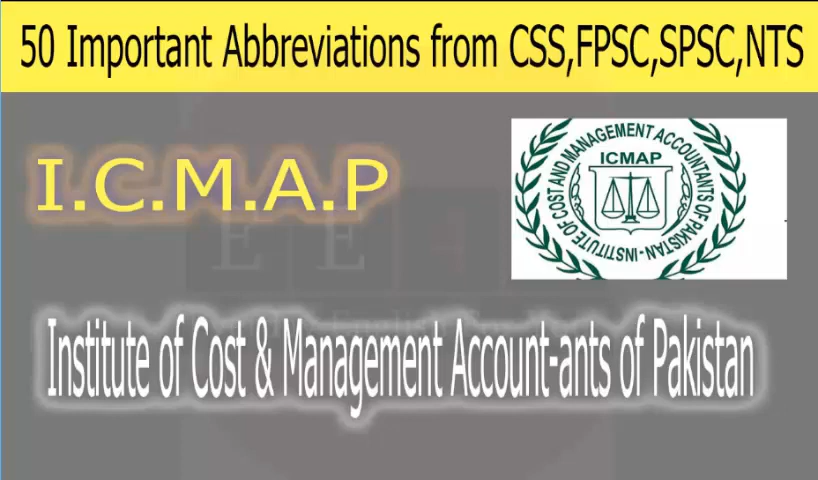 50 Important Abbreviations from CSS,FPSC,SPSC,NTS
I.C.M.A.P
INSTITUTE OF COST AND MANAGEMENT ACCOUNTANTS OF PAKISTAN-
ICMAP
Institute of Cost & Management Account-ants of Pakistan